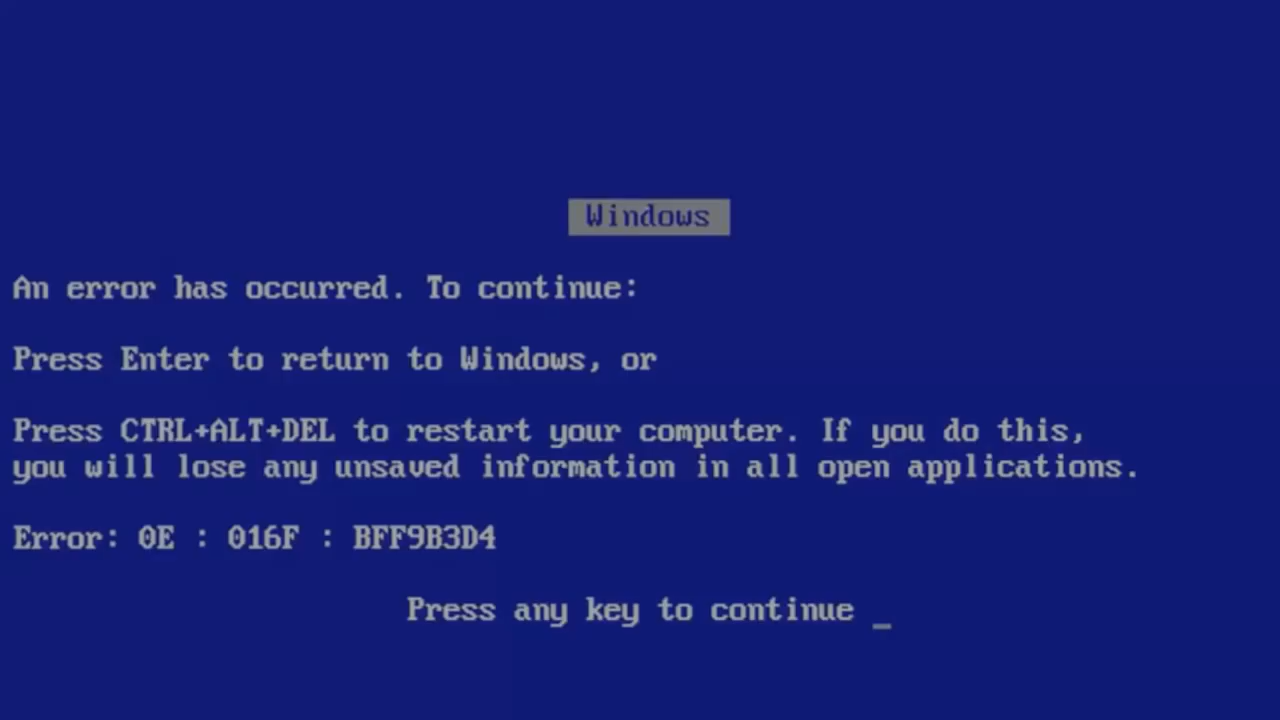 Windows
An error has occurred. To continue:
Press Enter to return to Windows, or
Press CTRL+ALT+DEL to restart your computer. If you do this,
you will lose any unsaved information in all open applications.
Error: 0E : 016F : BFF9B3D4
Press any key to continue _